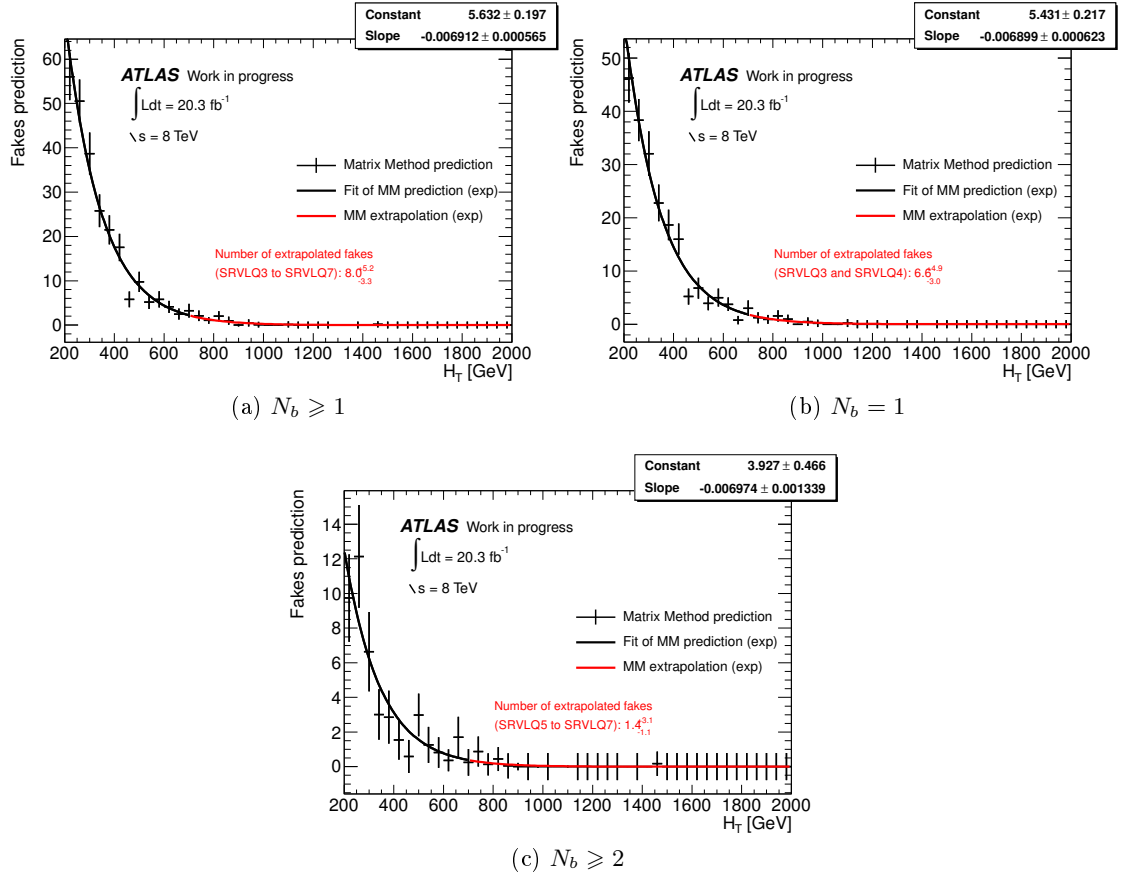 Constant 5.632 ± 0.197
Slope -0.006912 ± 0.000565
Fakes prediction
60
50
40
30
20
10
0
ATLAS Work in progress
∫Ldt = 20.3 fb⁻¹
\s = 8 TeV
Matrix Method prediction
Fit of MM prediction (exp)
MM extrapolation (exp)
Number of extrapolated fakes
(SRVLQ3 to SRVLQ7): 8.0 5.2 -3.3
200 400 600 800 1000 1200 1400 1600 1800 2000
H_T [GeV]
(a) N_b ⩾ 1
Constant 5.431 ± 0.217
Slope -0.006899 ± 0.000623
Fakes prediction
50
40
30
20
10
0
ATLAS Work in progress
∫Ldt = 20.3 fb⁻¹
\s = 8 TeV
Matrix Method prediction
Fit of MM prediction (exp)
MM extrapolation (exp)
Number of extrapolated fakes
(SRVLQ3 and SRVLQ4): 6.6 4.9 -3.0
200 400 600 800 1000 1200 1400 1600 1800 2000
H_T [GeV]
(b) N_b = 1
Constant 3.927 ± 0.466
Slope -0.006974 ± 0.001339
Fakes prediction
14
12
10
8
6
4
2
0
ATLAS Work in progress
∫Ldt = 20.3 fb⁻¹
\s = 8 TeV
Matrix Method prediction
Fit of MM prediction (exp)
MM extrapolation (exp)
Number of extrapolated fakes
(SRVLQ5 to SRVLQ7): 1.4 3.1 -1.1
200 400 600 800 1000 1200 1400 1600 1800 2000
H_T [GeV]
(c) N_b ⩾ 2